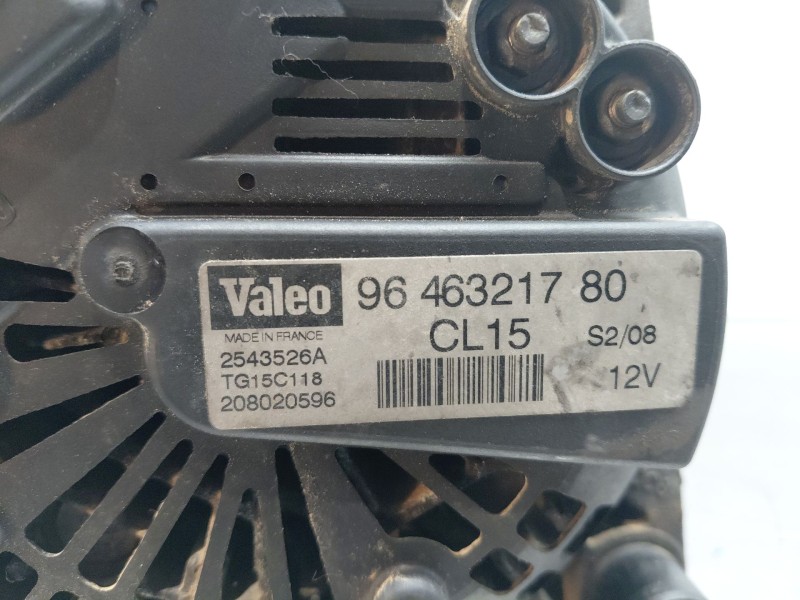 Valeo 96 463217 80
MADE IN FRANCE CL15 S2/08
2543526A
TG15C118 12V
208020596